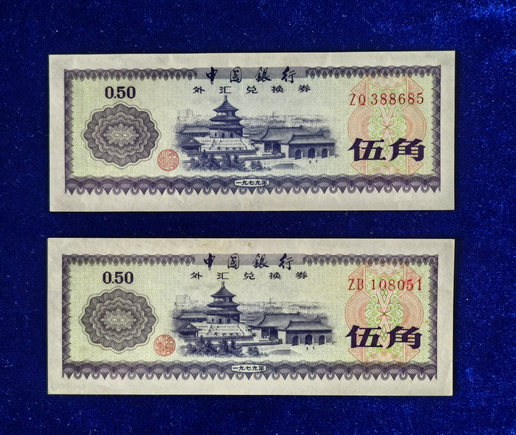 中国银行
外汇兑换券
0.50
ZQ 388685
伍角
一九七九年
中国银行
外汇兑换券
0.50
ZB 108051
伍角
一九七九年